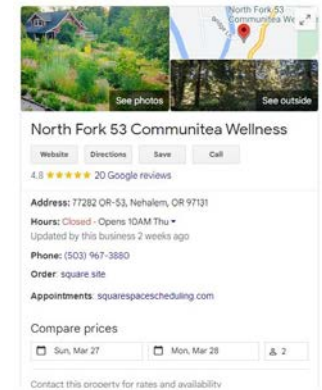 North Fork 53
Communitea We
See photos
See outside
North Fork 53 Communitea Wellness
Website Directions Save Call
4.8 ★★★★★ 20 Google reviews
Address: 77282 OR-53, Nehalem, OR 97131
Hours: Closed · Opens 10AM Thu
Updated by this business 2 weeks ago
Phone: (503) 967-3880
Order: square site
Appointments: squarespacescheduling.com
Compare prices
Sun, Mar 27 Mon, Mar 28 2
Contact this property for rates and availability